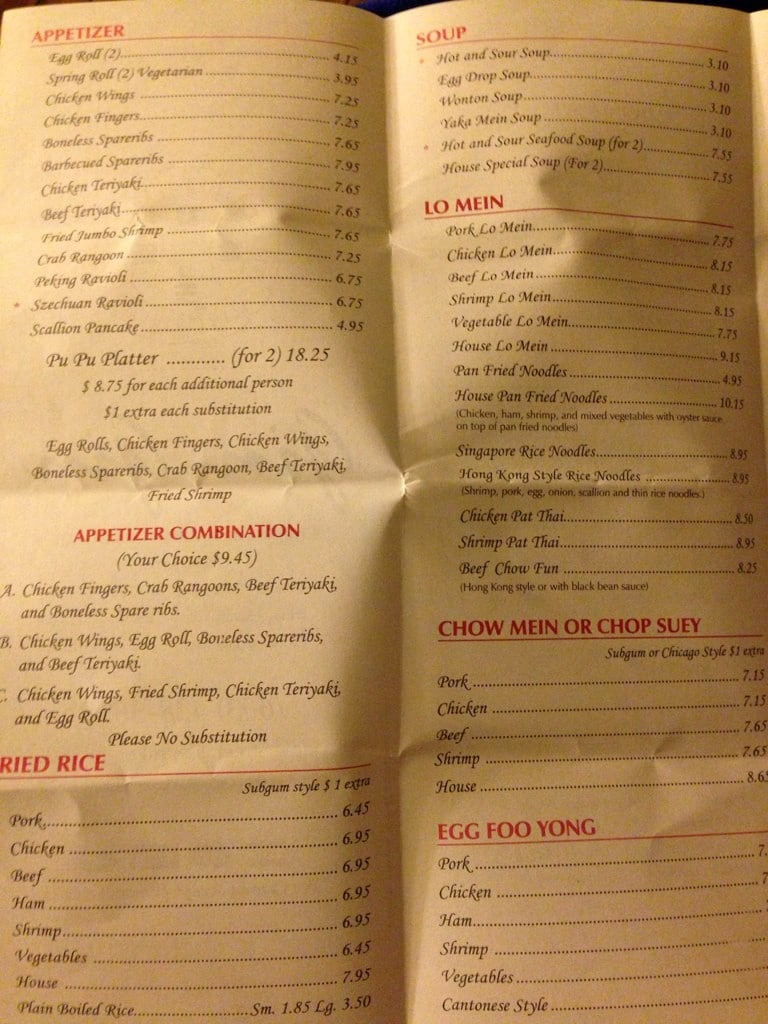 APPETIZER
Egg Roll (2) 4.15
Spring Roll (2) Vegetarian 3.95
Chicken Wings 7.25
Chicken Fingers 7.25
Boneless Spareribs 7.65
Barbecued Spareribs 7.95
Chicken Teriyaki 7.65
Beef Teriyaki 7.65
Fried Jumbo Shrimp 7.65
Crab Rangoon 7.25
Peking Ravioli 6.75
* Szechuan Ravioli 6.75
Scallion Pancake 4.95
Pu Pu Platter ............ (for 2) 18.25
$ 8.75 for each additional person
$1 extra each substitution
Egg Rolls, Chicken Fingers, Chicken Wings,
Boneless Spareribs, Crab Rangoon, Beef Teriyaki,
Fried Shrimp
APPETIZER COMBINATION
(Your Choice $9.45)
A. Chicken Fingers, Crab Rangoons, Beef Teriyaki,
and Boneless Spare ribs.
B. Chicken Wings, Egg Roll, Boneless Spareribs,
and Beef Teriyaki.
C. Chicken Wings, Fried Shrimp, Chicken Teriyaki,
and Egg Roll.
Please No Substitution
RIED RICE
Subgum style $ 1 extra
Pork 6.45
Chicken 6.95
Beef 6.95
Ham 6.95
Shrimp 6.95
Vegetables 6.45
House 7.95
Plain Boiled Rice Sm. 1.85 Lg. 3.50
SOUP
* Hot and Sour Soup 3.10
Egg Drop Soup 3.10
Wonton Soup 3.10
Yaka Mein Soup 3.10
* Hot and Sour Seafood Soup (for 2) 7.55
House Special Soup (For 2) 7.55
LO MEIN
Pork Lo Mein 7.75
Chicken Lo Mein 8.15
Beef Lo Mein 8.15
Shrimp Lo Mein 8.15
Vegetable Lo Mein 7.75
House Lo Mein 9.15
Pan Fried Noodles 4.95
House Pan Fried Noodles 10.15
(Chicken, ham, shrimp, and mixed vegetables with oyster sauce
on top of pan fried noodles)
Singapore Rice Noodles 8.95
Hong Kong Style Rice Noodles 8.95
(Shrimp, pork, egg, onion, scallion and thin rice noodles.)
Chicken Pat Thai 8.50
Shrimp Pat Thai 8.95
Beef Chow Fun 8.25
(Hong Kong style or with black bean sauce)
CHOW MEIN OR CHOP SUEY
Subgum or Chicago Style $1 extra
Pork 7.15
Chicken 7.15
Beef 7.65
Shrimp 7.65
House 8.65
EGG FOO YONG
Pork 7.
Chicken 7
Ham
Shrimp
Vegetables
Cantonese Style